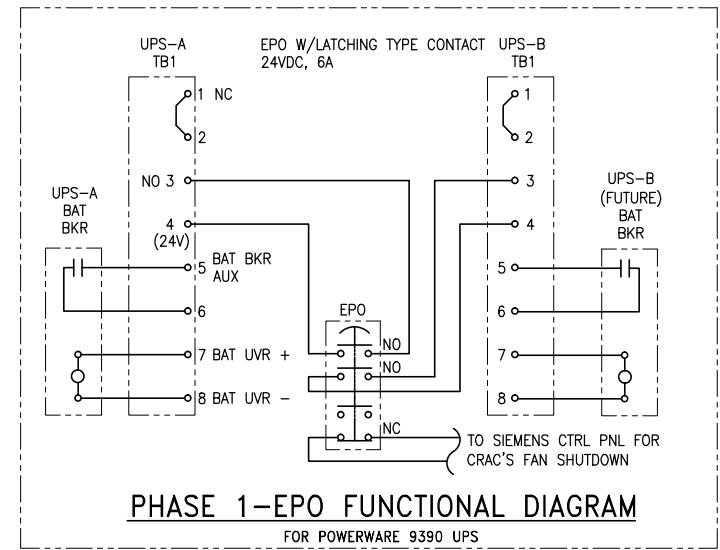 UPS-A
TB1
EPO W/LATCHING TYPE CONTACT
24VDC, 6A
UPS-B
TB1
1 NC
2
NO 3
4
(24V)
5 BAT BKR
AUX
6
7 BAT UVR +
8 BAT UVR -
UPS-A
BAT
BKR
EPO
NO
NO
NC
1
2
3
4
5
6
7
8
UPS-B
(FUTURE)
BAT
BKR
TO SIEMENS CTRL PNL FOR
CRAC'S FAN SHUTDOWN
PHASE 1-EPO FUNCTIONAL DIAGRAM
FOR POWERWARE 9390 UPS